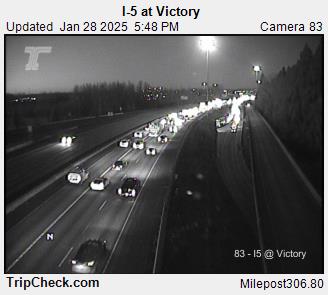 I-5 at Victory
Updated Jan 28 2025 5:48 PM
Camera 83
T
N
83 - I5 @ Victory
TripCheck.com
Milepost306.80